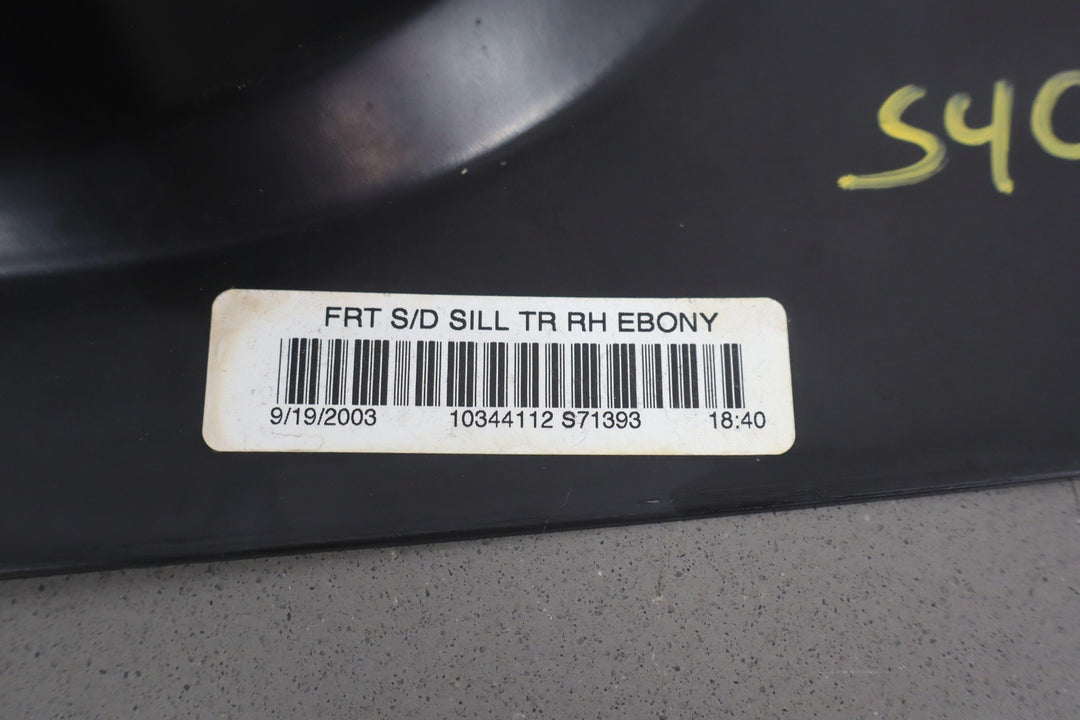 S40
FRT S/D SILL TR RH EBONY
9/19/2003 10344112 S71393 18:40